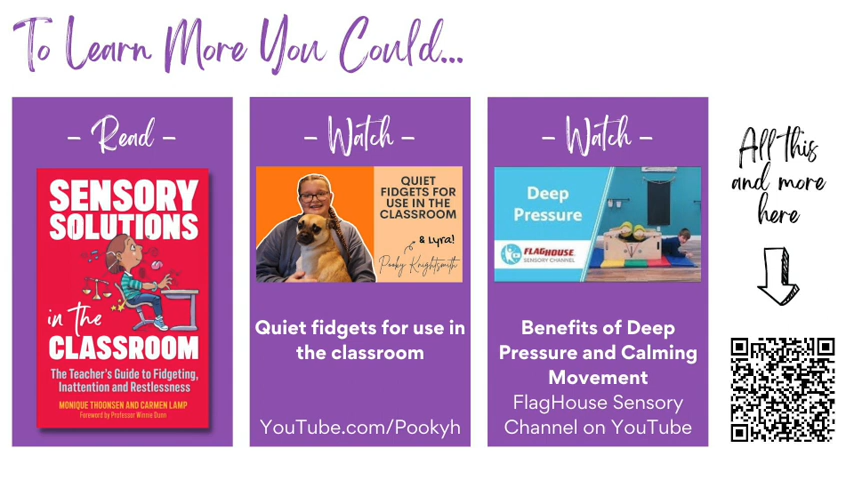 To Learn More You Could...
- Read -
SENSORY
SOLUTIONS
in the
CLASSROOM
The Teacher's Guide to Fidgeting,
Inattention and Restlessness
MONIQUE THOONSEN AND CARMEN LAMP
Foreword by Professor Winnie Dunn
- Watch -
QUIET
FIDGETS FOR
USE IN THE
CLASSROOM
& Lyra!
Pooky Knightsmith
Quiet fidgets for use in
the classroom
YouTube.com/Pookyh
- Watch -
Deep
Pressure
FLAGHOUSE
SENSORY CHANNEL
Benefits of Deep
Pressure and Calming
Movement
FlagHouse Sensory
Channel on YouTube
All this
and more
here